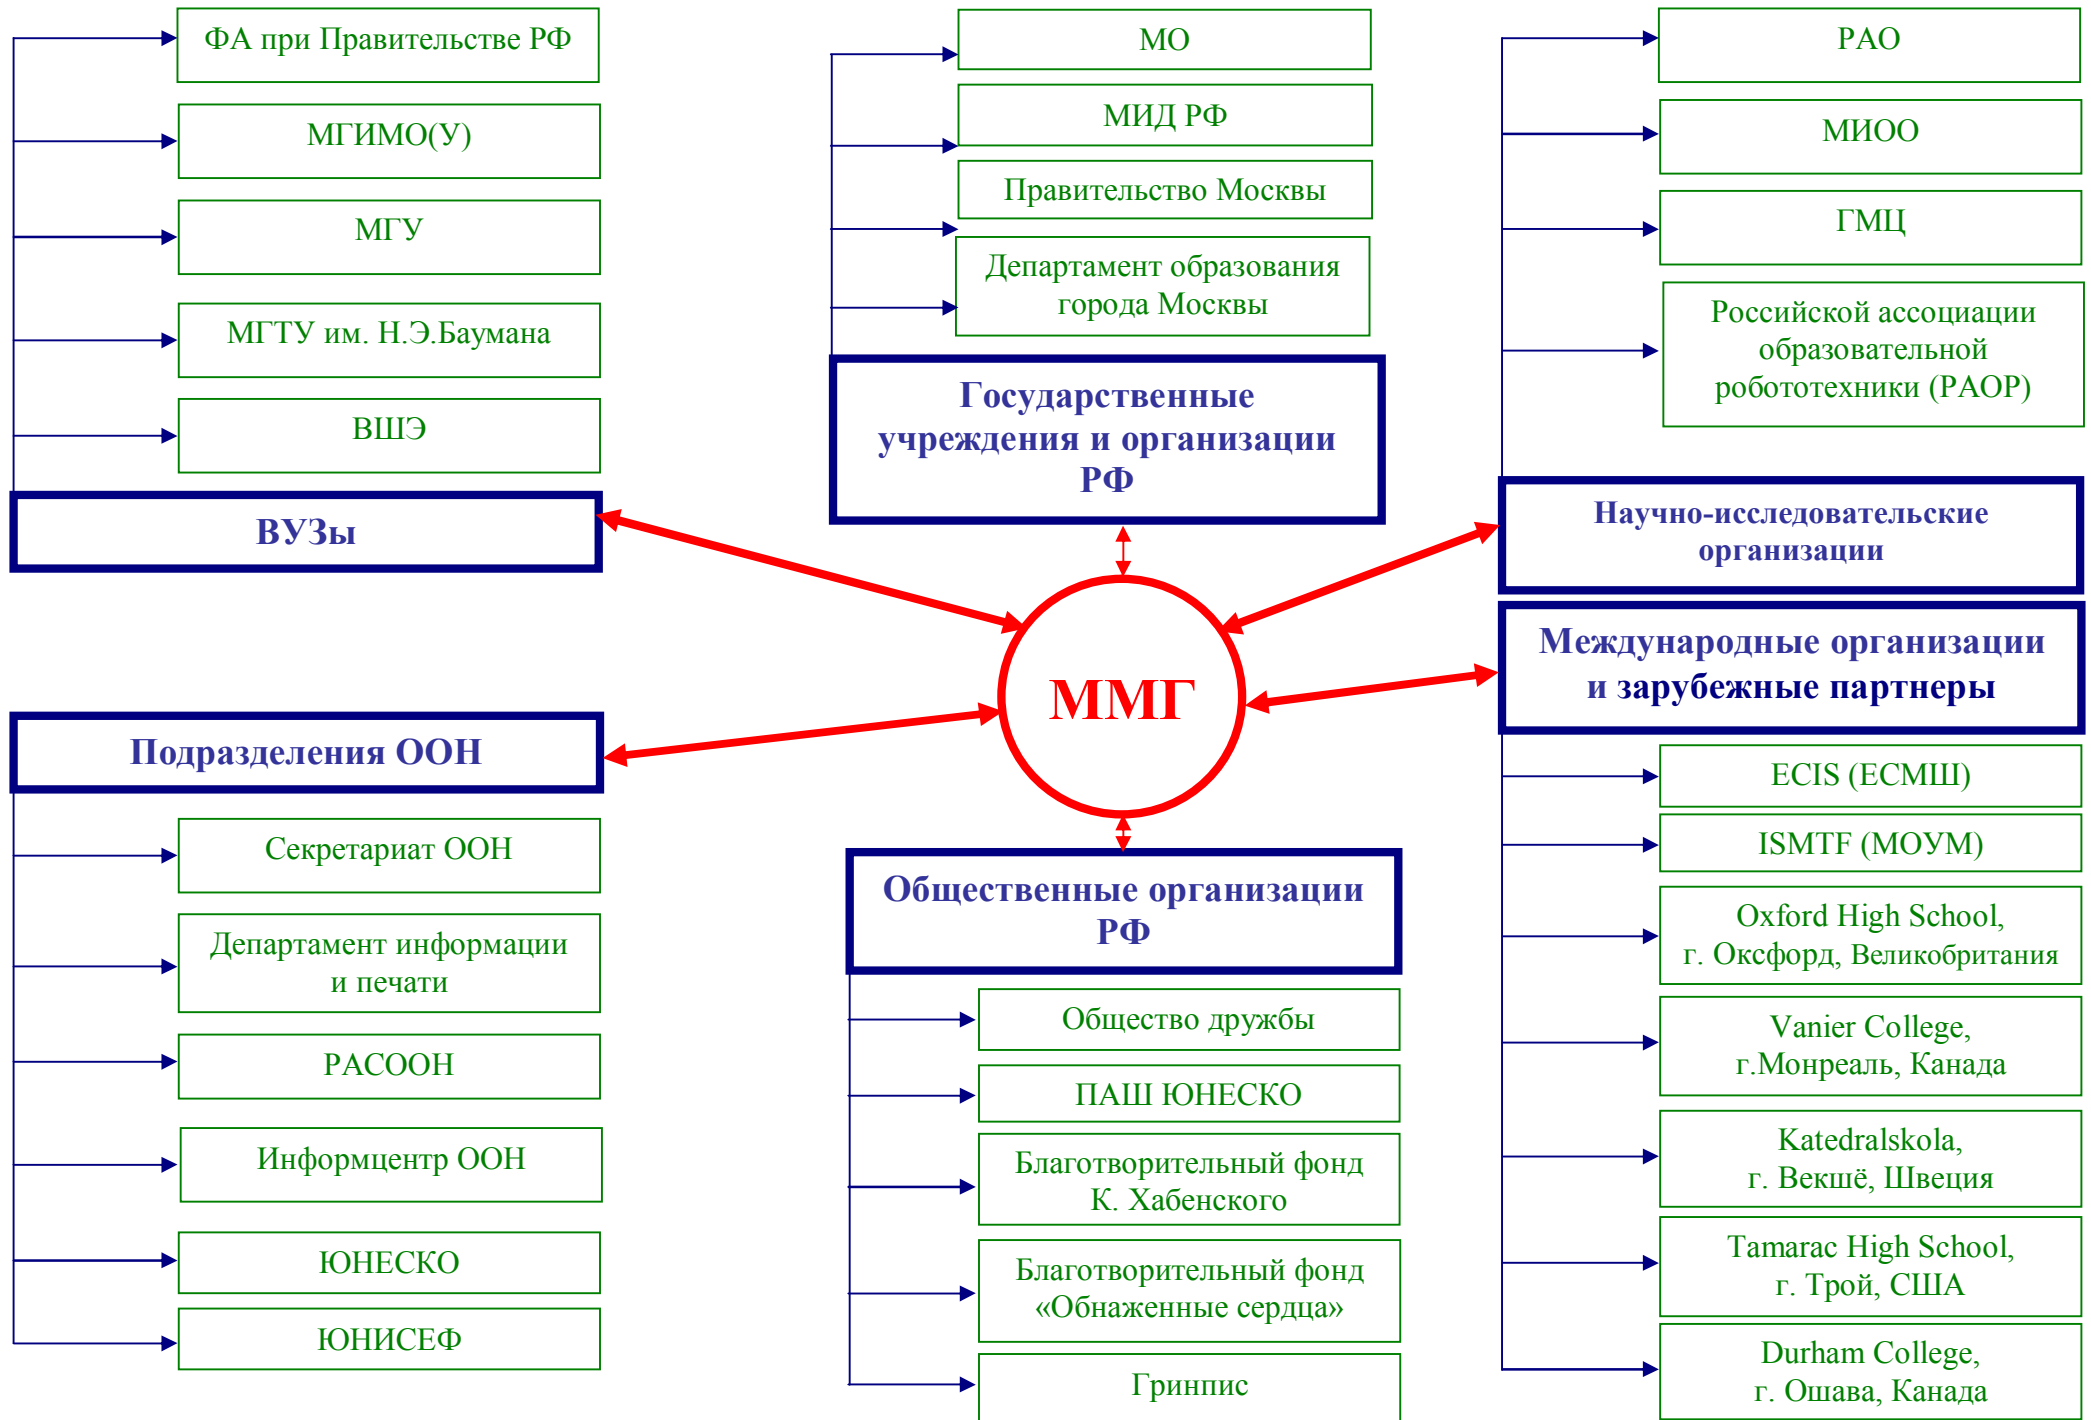 ФА при Правительстве РФ
МГИМО(У)
МГУ
МГТУ им. Н.Э.Баумана
ВШЭ
ВУЗы
МО
МИД РФ
Правительство Москвы
Департамент образования
города Москвы
Государственные
учреждения и организации
РФ
РАО
МИОО
ГМЦ
Российской ассоциации
образовательной
робототехники (РАОР)
Научно-исследовательские
организации
ММГ
Подразделения ООН
Секретариат ООН
Департамент информации
и печати
РАСООН
Информцентр ООН
ЮНЕСКО
ЮНИСЕФ
Общественные организации
РФ
Общество дружбы
ПАШ ЮНЕСКО
Благотворительный фонд
К. Хабенского
Благотворительный фонд
«Обнаженные сердца»
Гринпис
Международные организации
и зарубежные партнеры
ECIS (ЕСМШ)
ISMTF (МОУМ)
Oxford High School,
г. Оксфорд, Великобритания
Vanier College,
г.Монреаль, Канада
Katedralskola,
г. Векшё, Швеция
Tamarac High School,
г. Трой, США
Durham College,
г. Ошава, Канада